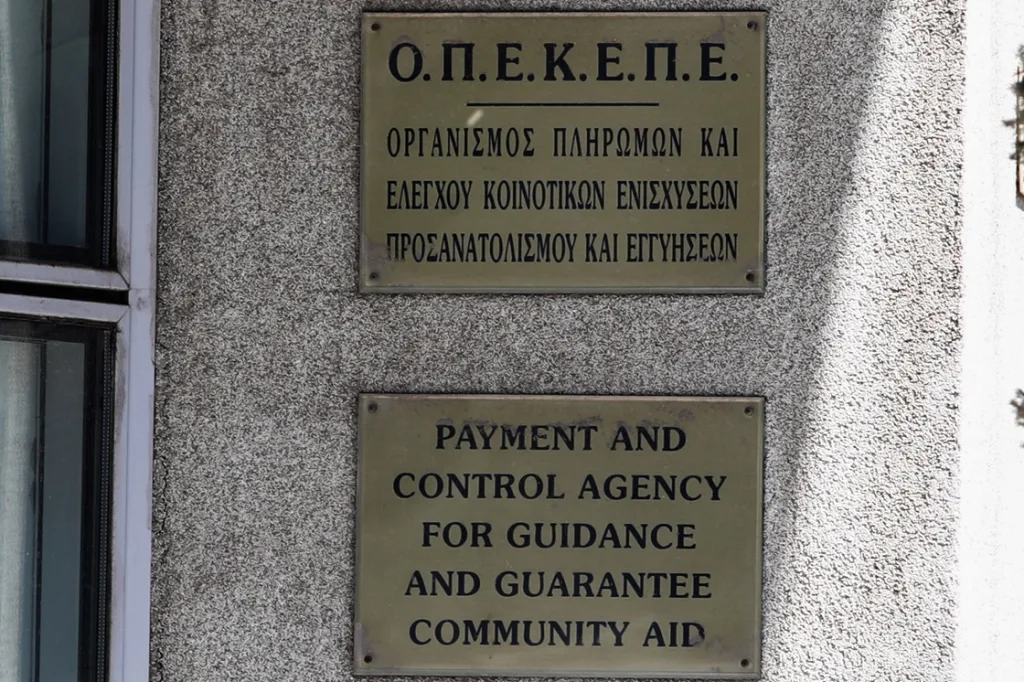 Ο.Π.Ε.Κ.Ε.Π.Ε.
ΟΡΓΑΝΙΣΜΟΣ ΠΛΗΡΩΜΩΝ ΚΑΙ
ΕΛΕΓΧΟΥ ΚΟΙΝΟΤΙΚΩΝ ΕΝΙΣΧΥΣΕΩΝ
ΠΡΟΣΑΝΑΤΟΛΙΣΜΟΥ ΚΑΙ ΕΓΓΥΗΣΕΩΝ
PAYMENT AND
CONTROL AGENCY
FOR GUIDANCE
AND GUARANTEE
COMMUNITY AID